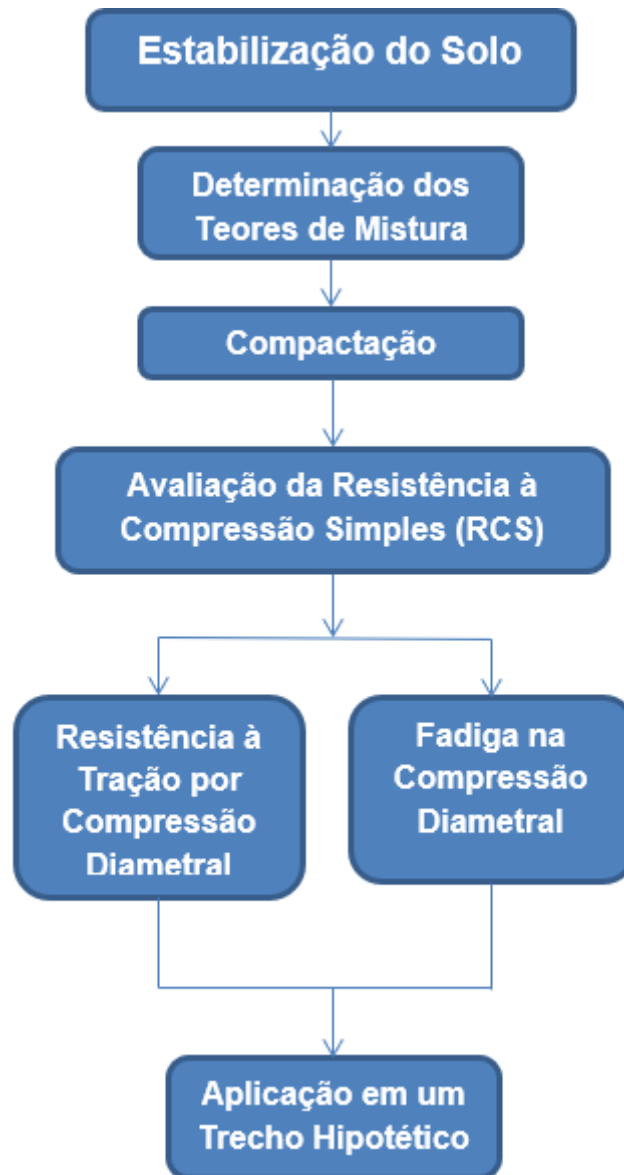 Estabilização do Solo
Determinação dos
Teores de Mistura
Compactação
Avaliação da Resistência à
Compressão Simples (RCS)
Resistência à
Tração por
Compressão
Diametral
Fadiga na
Compressão
Diametral
Aplicação em um
Trecho Hipotético